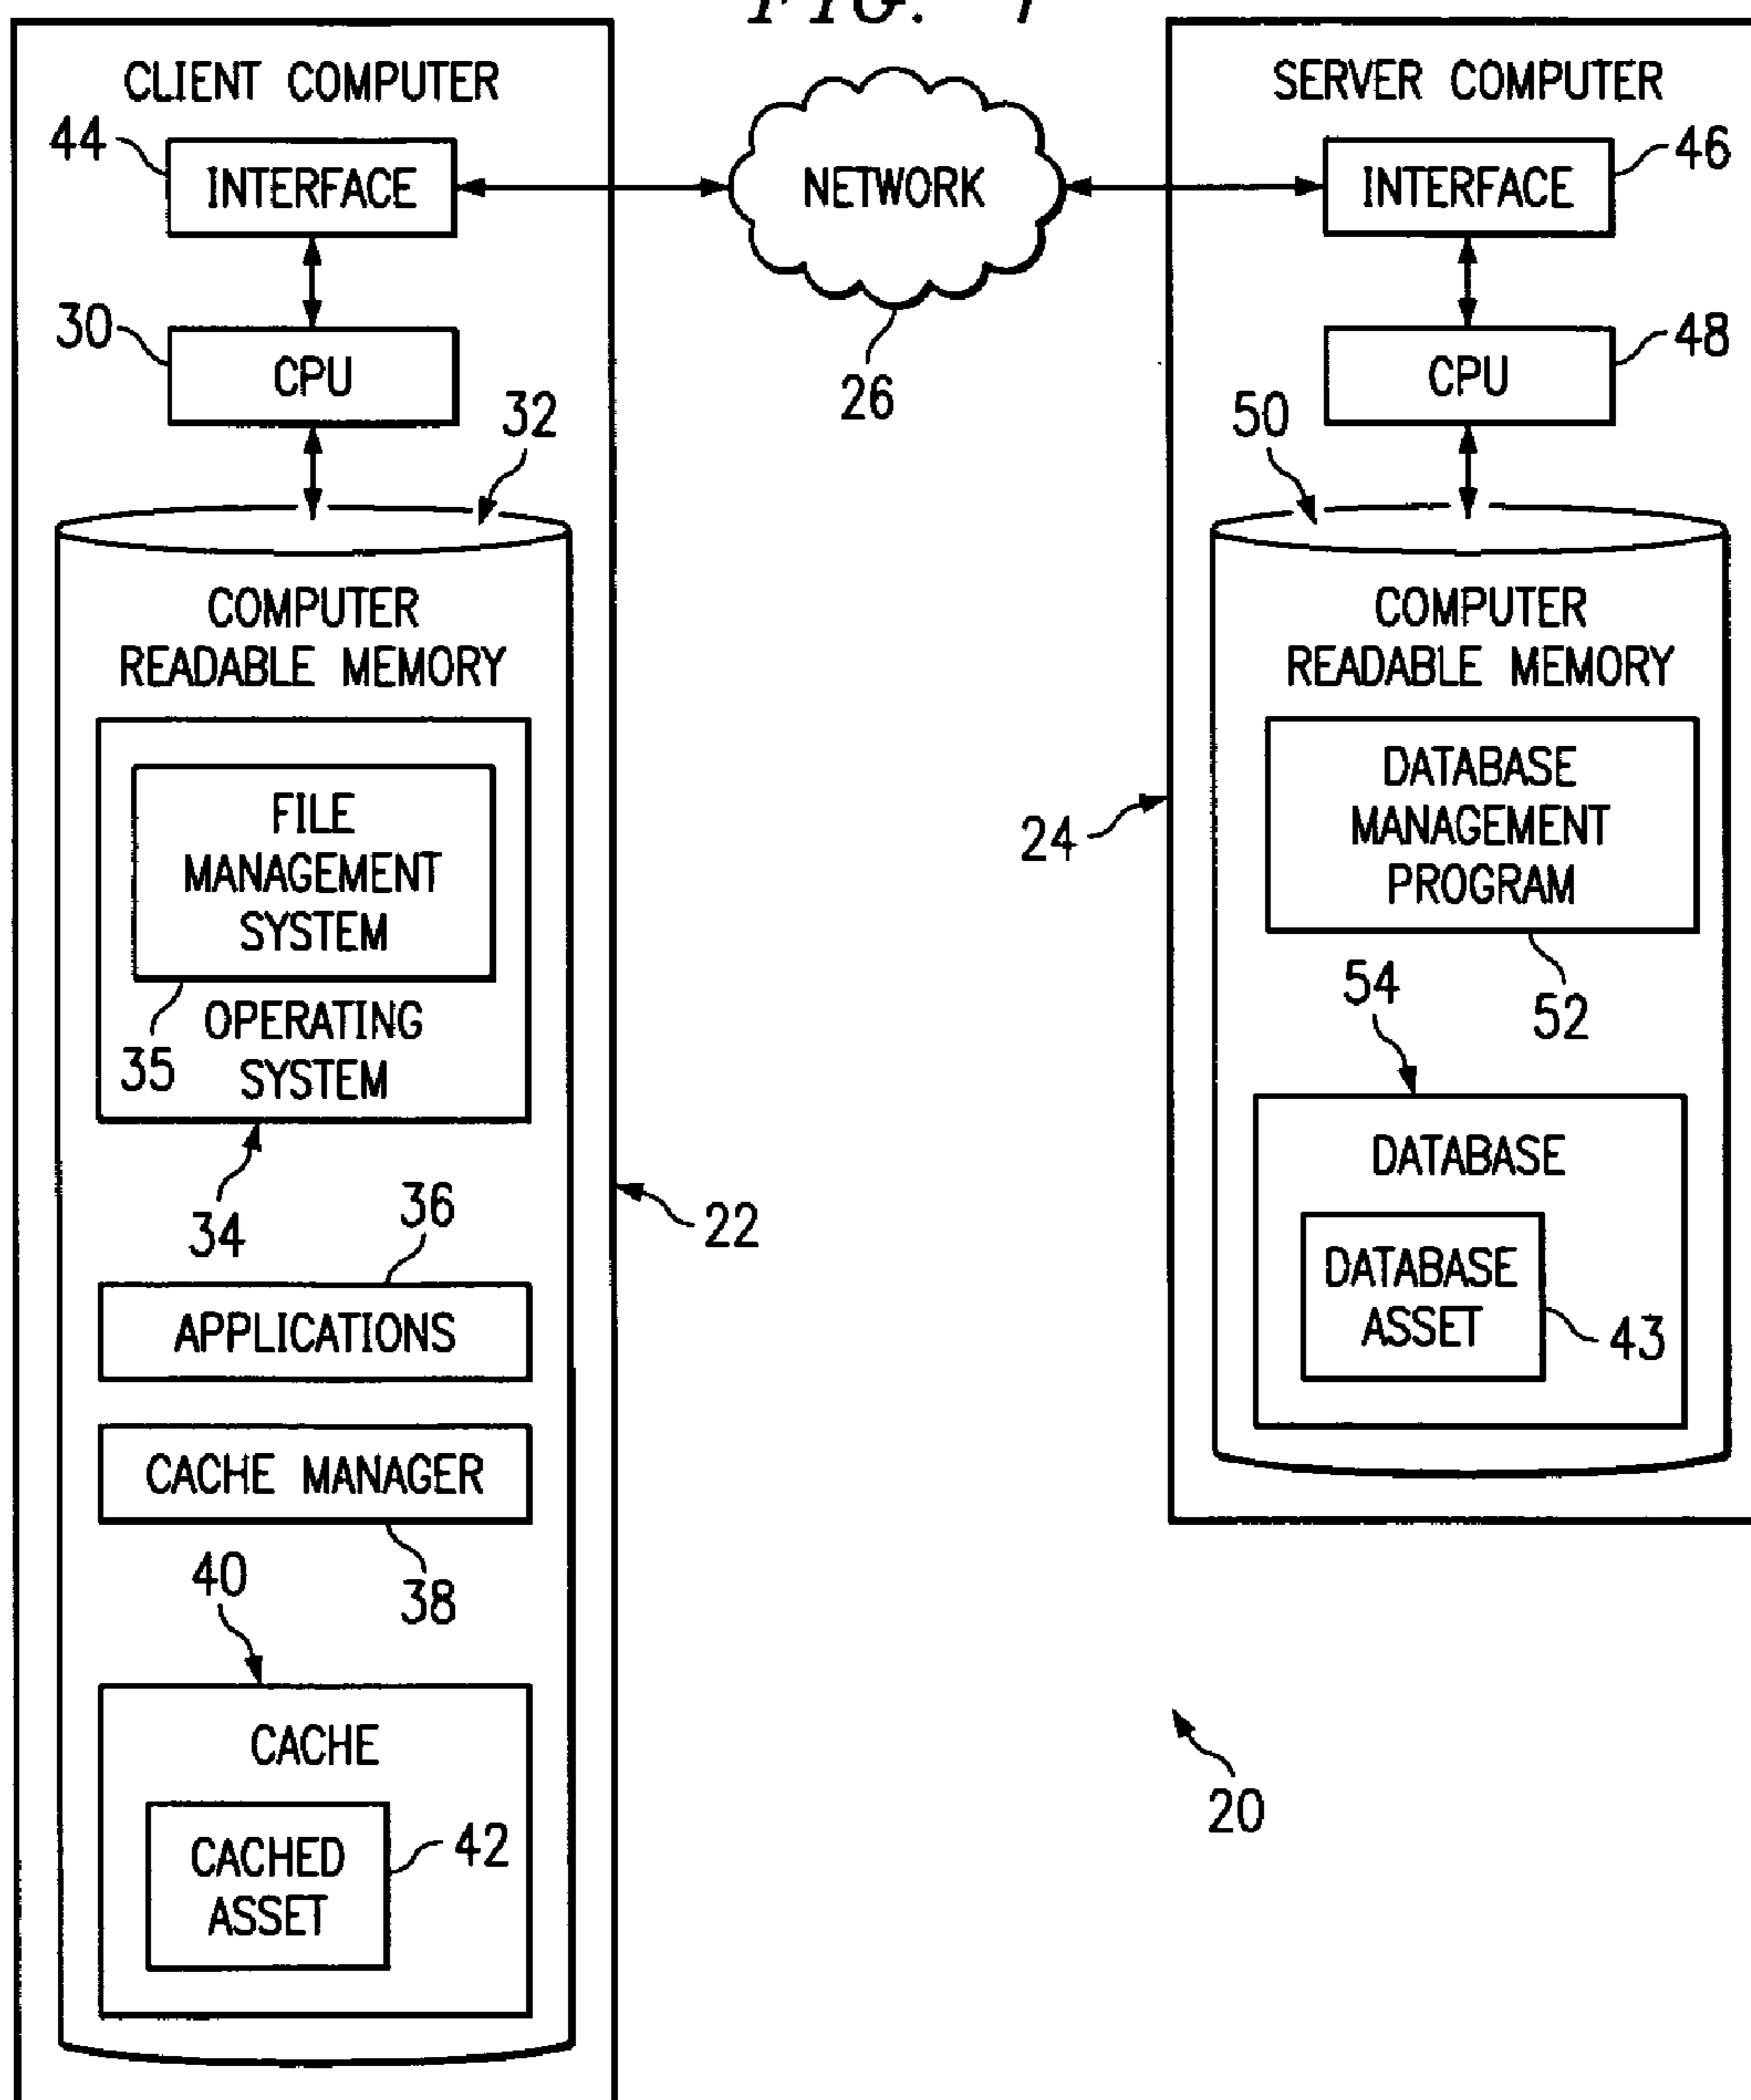 FIG. 1
CLIENT COMPUTER
44
INTERFACE
30
CPU
32
COMPUTER
READABLE MEMORY
FILE
MANAGEMENT
SYSTEM
35
OPERATING
SYSTEM
34
36
APPLICATIONS
CACHE MANAGER
38
40
CACHE
CACHED
ASSET
42
22
NETWORK
26
SERVER COMPUTER
INTERFACE
46
CPU
48
50
COMPUTER
READABLE MEMORY
DATABASE
MANAGEMENT
PROGRAM
52
24
54
DATABASE
DATABASE
ASSET
43
20